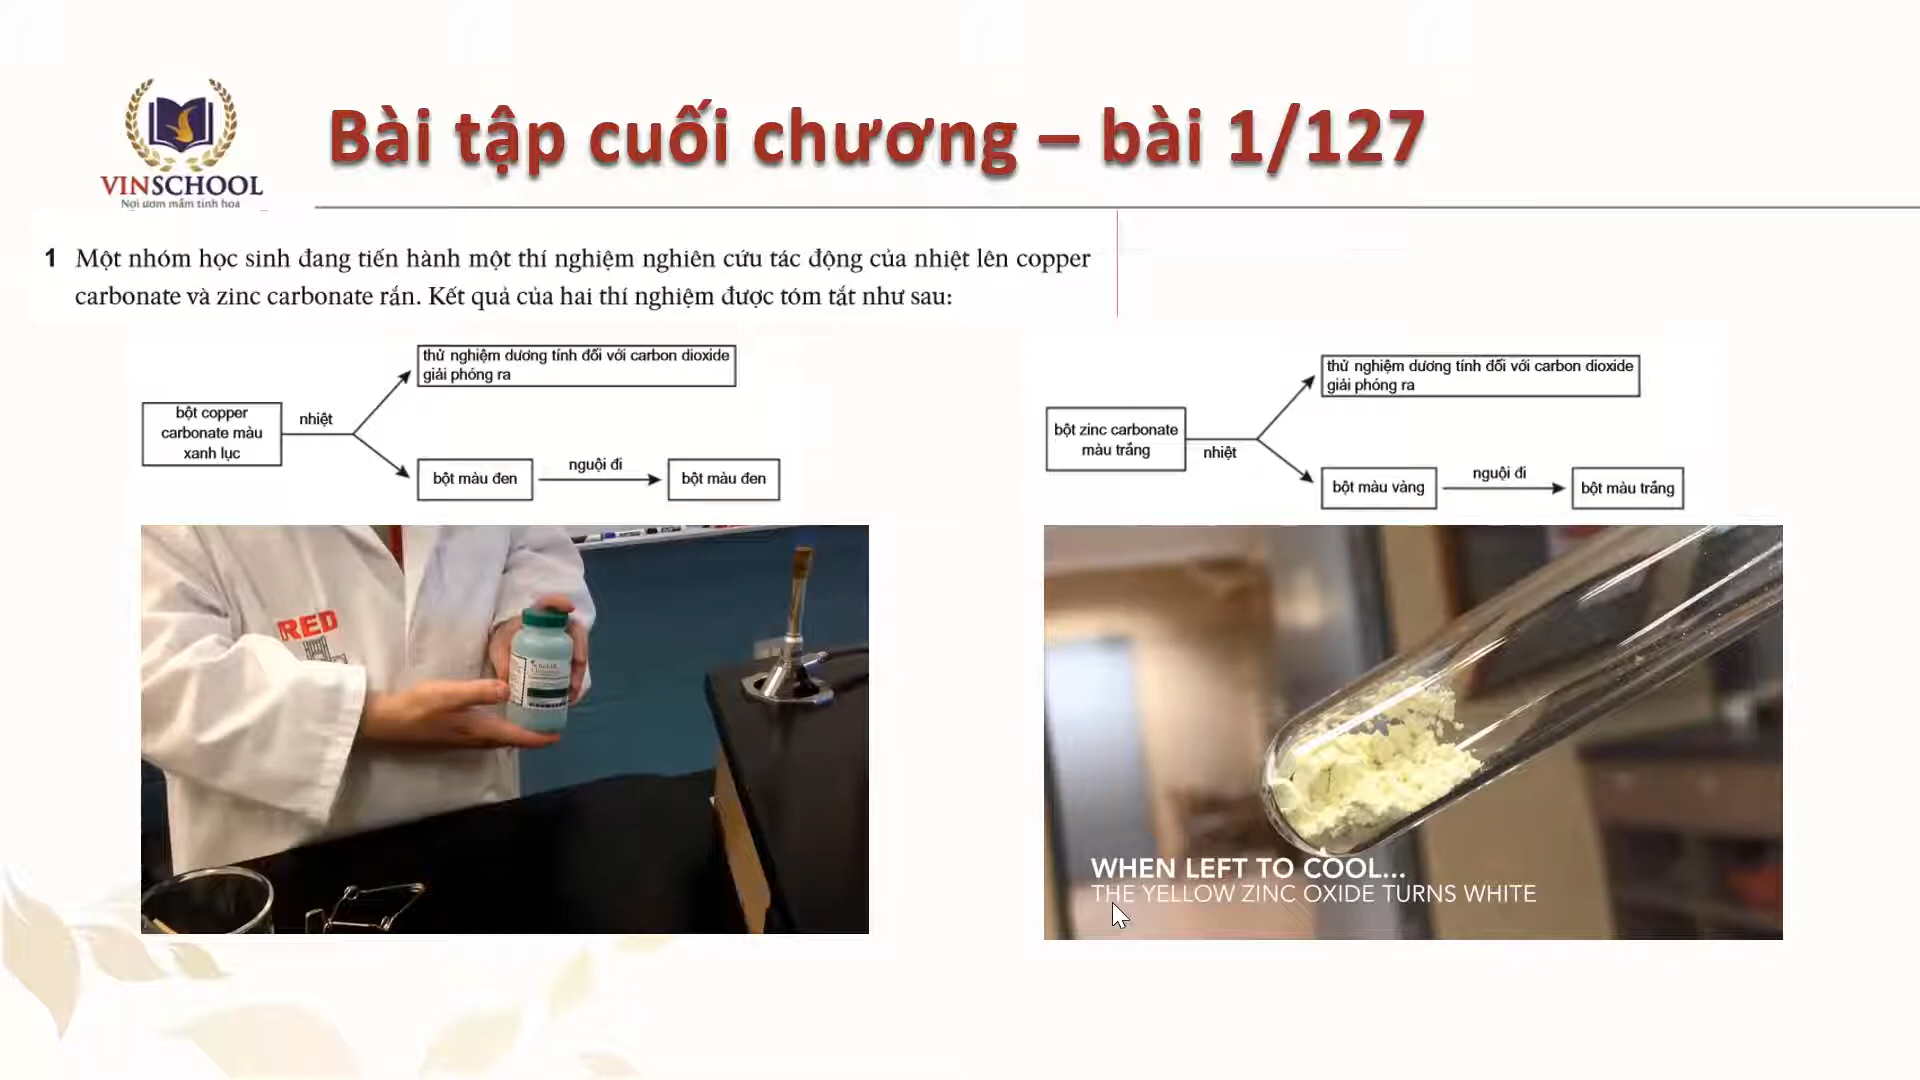 VINSCHOOL
Nơi ươm mầm tinh hoa
Bài tập cuối chương – bài 1/127
1 Một nhóm học sinh đang tiến hành một thí nghiệm nghiên cứu tác động của nhiệt lên copper
carbonate và zinc carbonate rắn. Kết quả của hai thí nghiệm được tóm tắt như sau:
thử nghiệm dương tính đối với carbon dioxide
giải phóng ra
bột copper
carbonate màu
xanh lục
nhiệt
bột màu đen
nguội đi
bột màu đen
thử nghiệm dương tính đối với carbon dioxide
giải phóng ra
bột zinc carbonate
màu trắng
nhiệt
bột màu vàng
nguội đi
bột màu trắng
RED
WHEN LEFT TO COOL...
THE YELLOW ZINC OXIDE TURNS WHITE